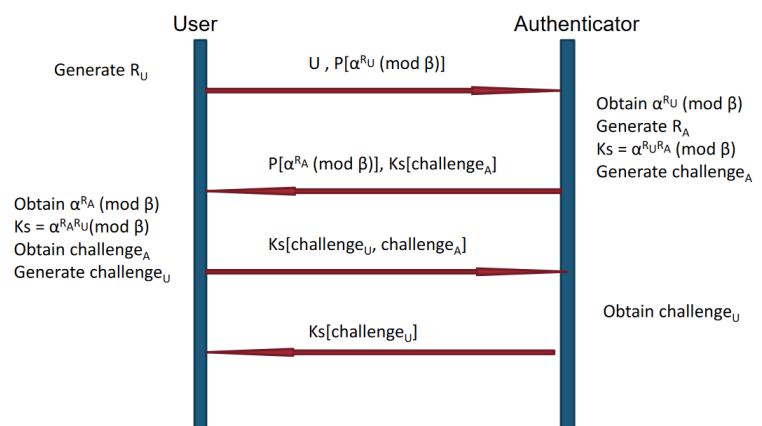 User
Authenticator
Generate R_U
U , P[α^{R_U} (mod β)]
Obtain α^{R_U} (mod β)
Generate R_A
Ks = α^{R_U R_A} (mod β)
Generate challenge_A
P[α^{R_A} (mod β)], Ks[challenge_A]
Obtain α^{R_A} (mod β)
Ks = α^{R_A R_U}(mod β)
Obtain challenge_A
Generate challenge_U
Ks[challenge_U, challenge_A]
Obtain challenge_U
Ks[challenge_U]